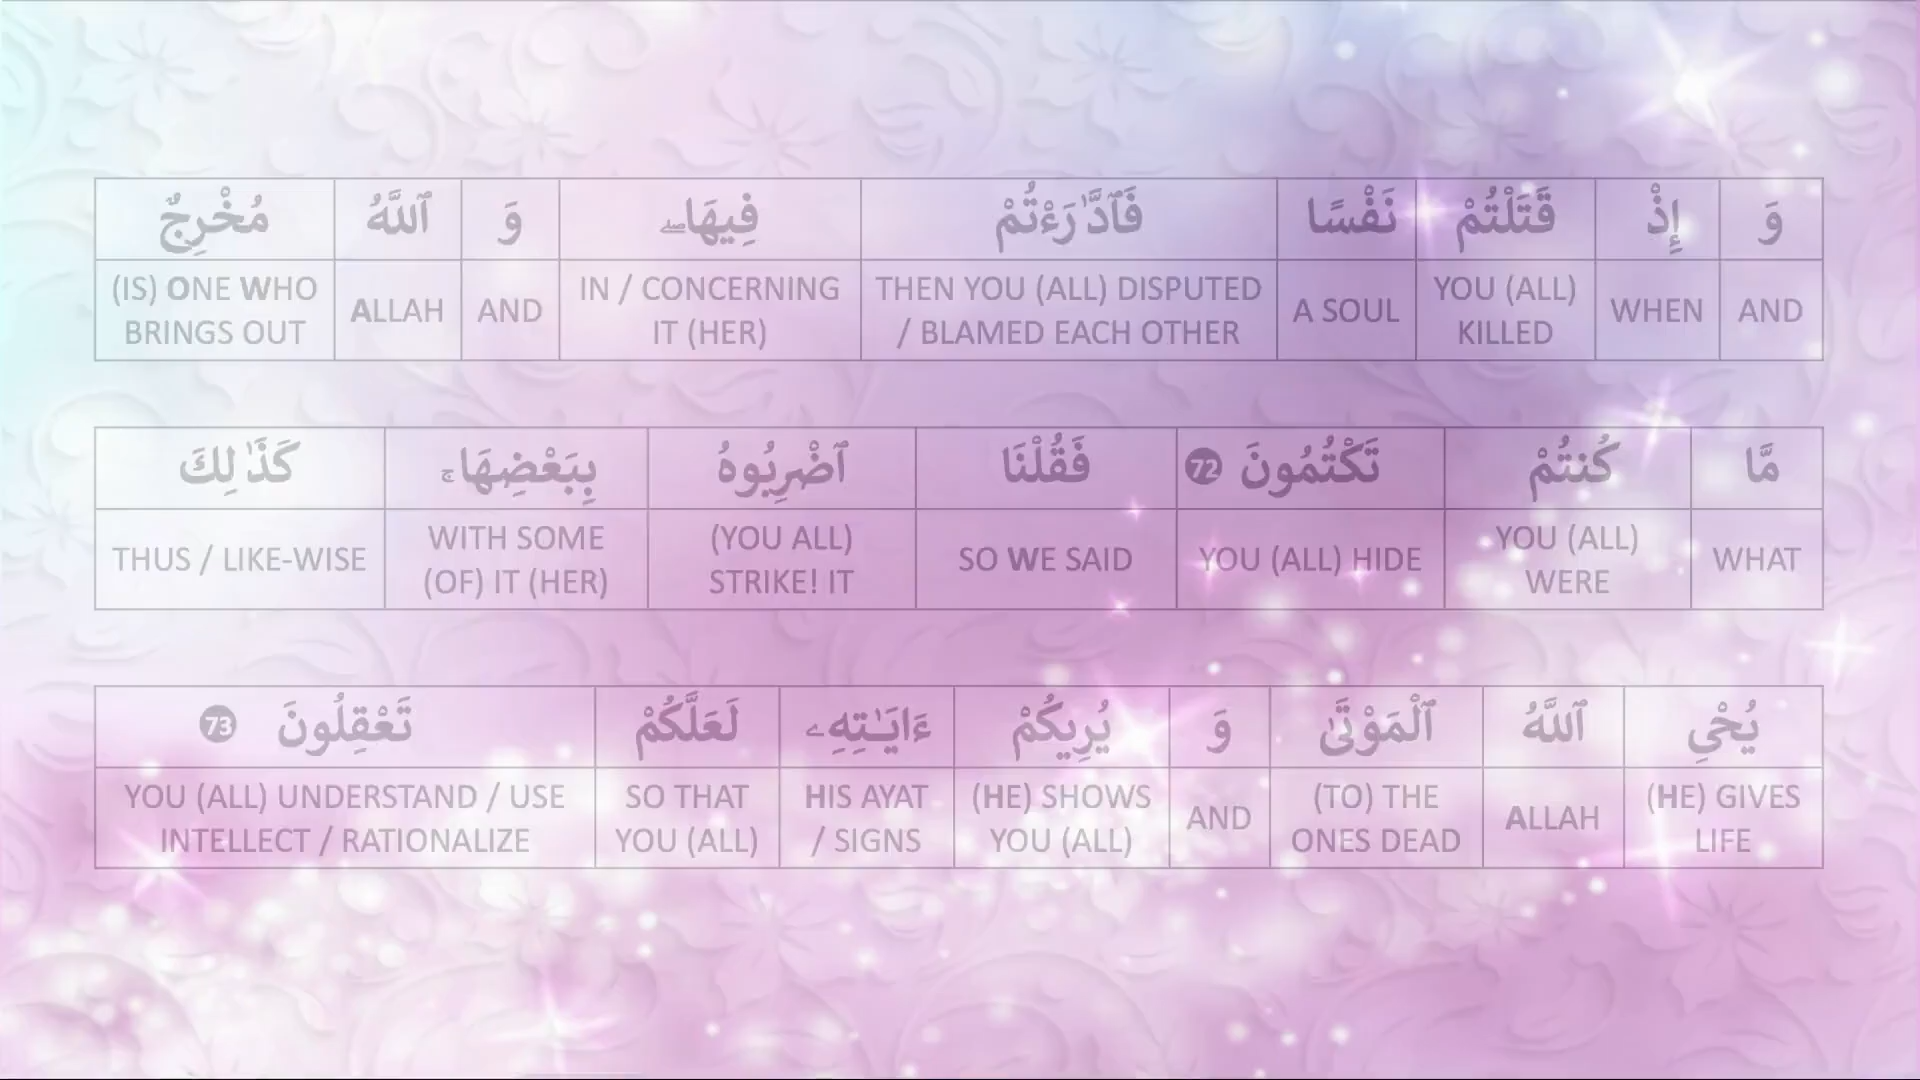 وَ إِذْ قَتَلْتُمْ نَفْسًا فَٱدَّٰرَٰٔتُمْ فِيهَا ۖ وَ ٱللَّهُ مُخْرِجٌ
AND WHEN YOU (ALL) KILLED A SOUL THEN YOU (ALL) DISPUTED / BLAMED EACH OTHER IN / CONCERNING IT (HER) AND ALLAH (IS) ONE WHO BRINGS OUT
مَّا كُنتُمْ تَكْتُمُونَ 72 فَقُلْنَا ٱضْرِبُوهُ بِبَعْضِهَا ۚ كَذَٰلِكَ
WHAT YOU (ALL) WERE YOU (ALL) HIDE SO WE SAID (YOU ALL) STRIKE! IT WITH SOME (OF) IT (HER) THUS / LIKE-WISE
يُحْىِ ٱللَّهُ ٱلْمَوْتَىٰ وَ يُرِيكُمْ ءَايَـٰتِهِۦ لَعَلَّكُمْ تَعْقِلُونَ 73
(HE) GIVES LIFE ALLAH (TO) THE ONES DEAD AND (HE) SHOWS YOU (ALL) HIS AYAT / SIGNS SO THAT YOU (ALL) YOU (ALL) UNDERSTAND / USE INTELLECT / RATIONALIZE